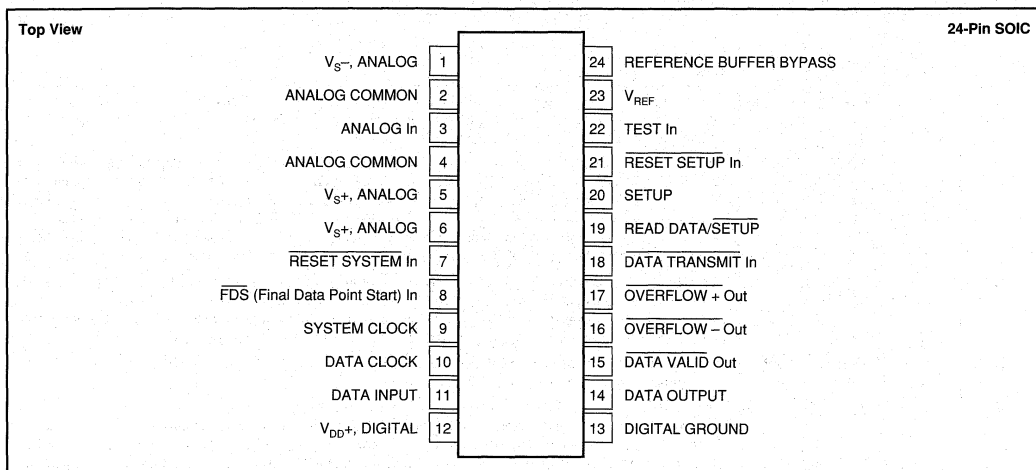 Top View
24-Pin SOIC
V_S−, ANALOG 1
ANALOG COMMON 2
ANALOG In 3
ANALOG COMMON 4
V_S+, ANALOG 5
V_S+, ANALOG 6
RESET SYSTEM In 7
FDS (Final Data Point Start) In 8
SYSTEM CLOCK 9
DATA CLOCK 10
DATA INPUT 11
V_DD+, DIGITAL 12
24 REFERENCE BUFFER BYPASS
23 V_REF
22 TEST In
21 RESET SETUP In
20 SETUP
19 READ DATA/SETUP
18 DATA TRANSMIT In
17 OVERFLOW + Out
16 OVERFLOW − Out
15 DATA VALID Out
14 DATA OUTPUT
13 DIGITAL GROUND